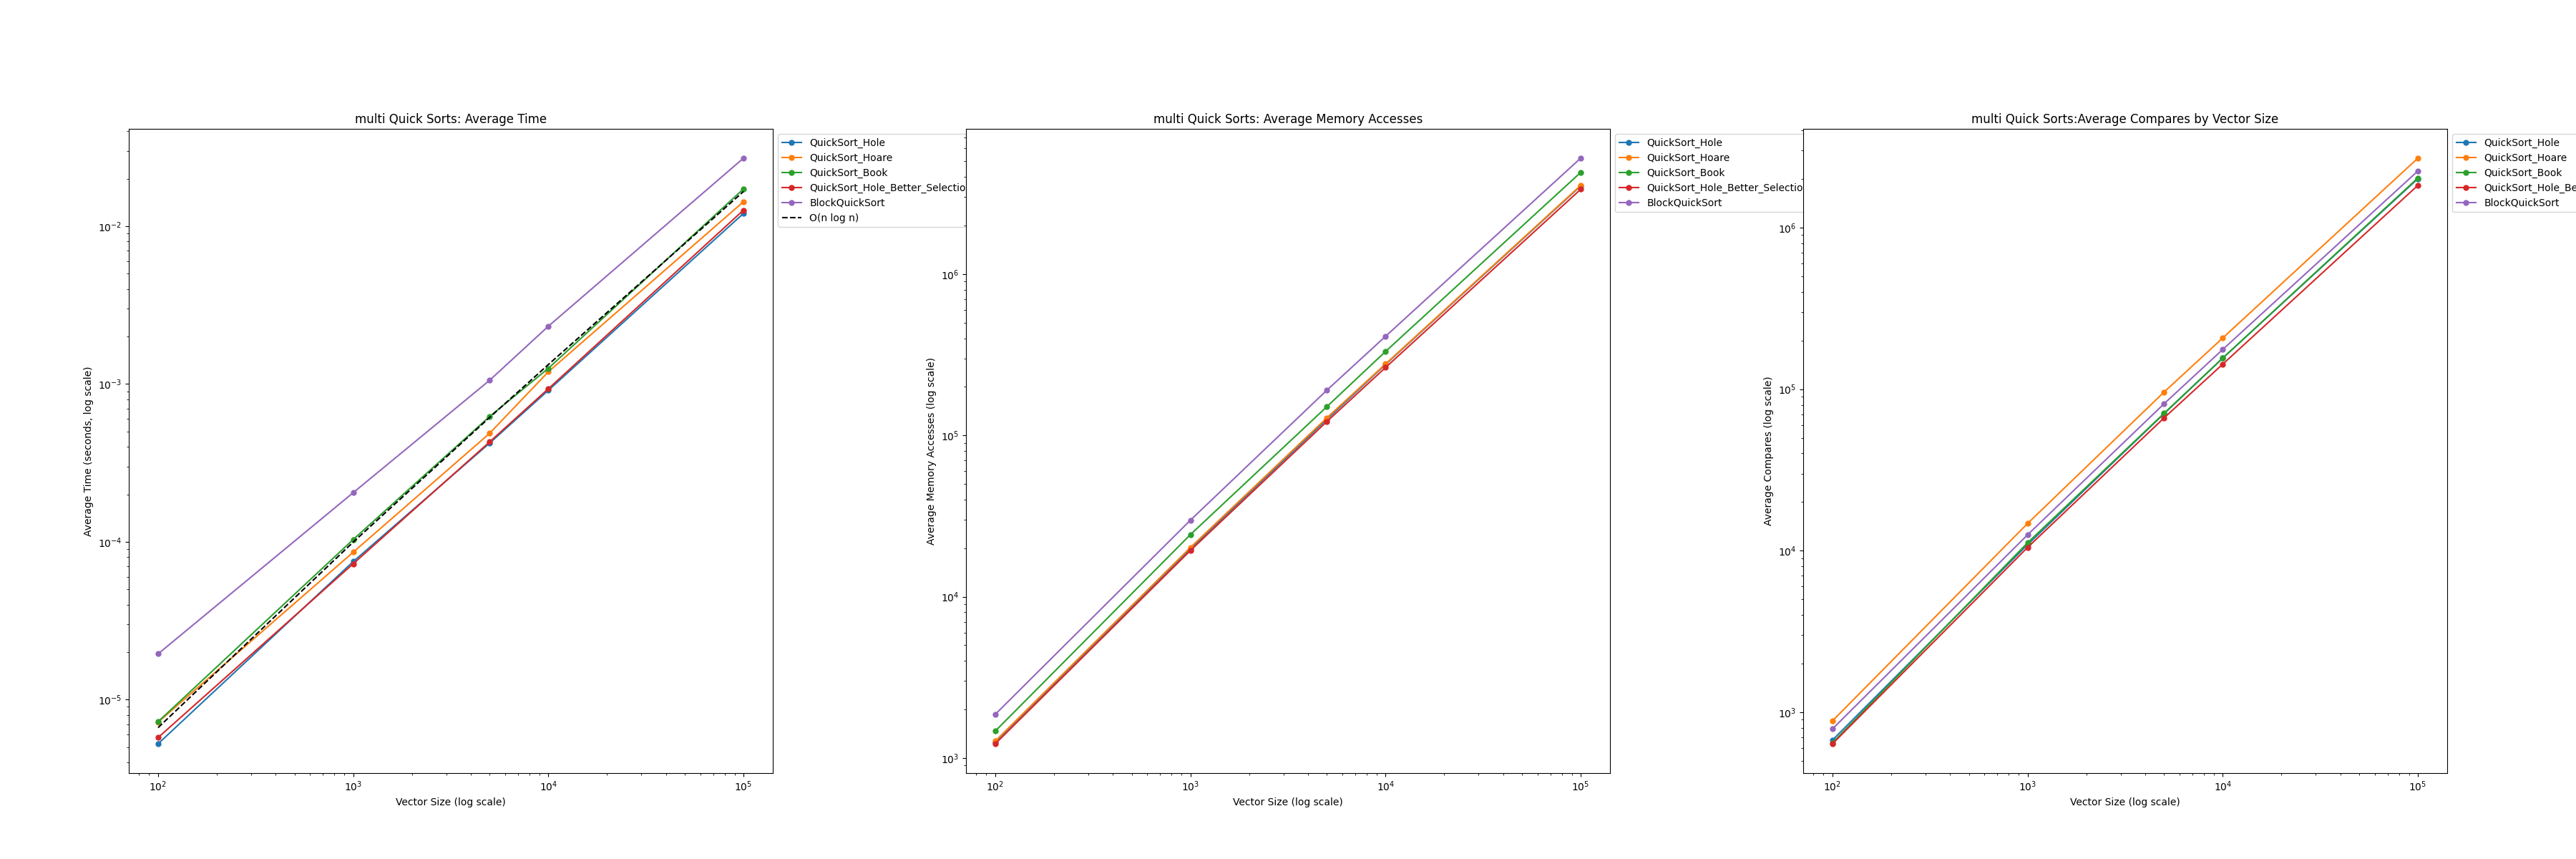 multi Quick Sorts: Average Time
Average Time (seconds, log scale)
10⁻²
10⁻³
10⁻⁴
10⁻⁵
10²
10³
10⁴
10⁵
Vector Size (log scale)
QuickSort_Hole
QuickSort_Hoare
QuickSort_Book
QuickSort_Hole_Better_Selectio
BlockQuickSort
O(n log n)
multi Quick Sorts: Average Memory Accesses
Average Memory Accesses (log scale)
10⁶
10⁵
10⁴
10³
10²
10³
10⁴
10⁵
Vector Size (log scale)
QuickSort_Hole
QuickSort_Hoare
QuickSort_Book
QuickSort_Hole_Better_Selectio
BlockQuickSort
multi Quick Sorts:Average Compares by Vector Size
Average Compares (log scale)
10⁶
10⁵
10⁴
10³
10²
10³
10⁴
10⁵
Vector Size (log scale)
QuickSort_Hole
QuickSort_Hoare
QuickSort_Book
QuickSort_Hole_Be
BlockQuickSort